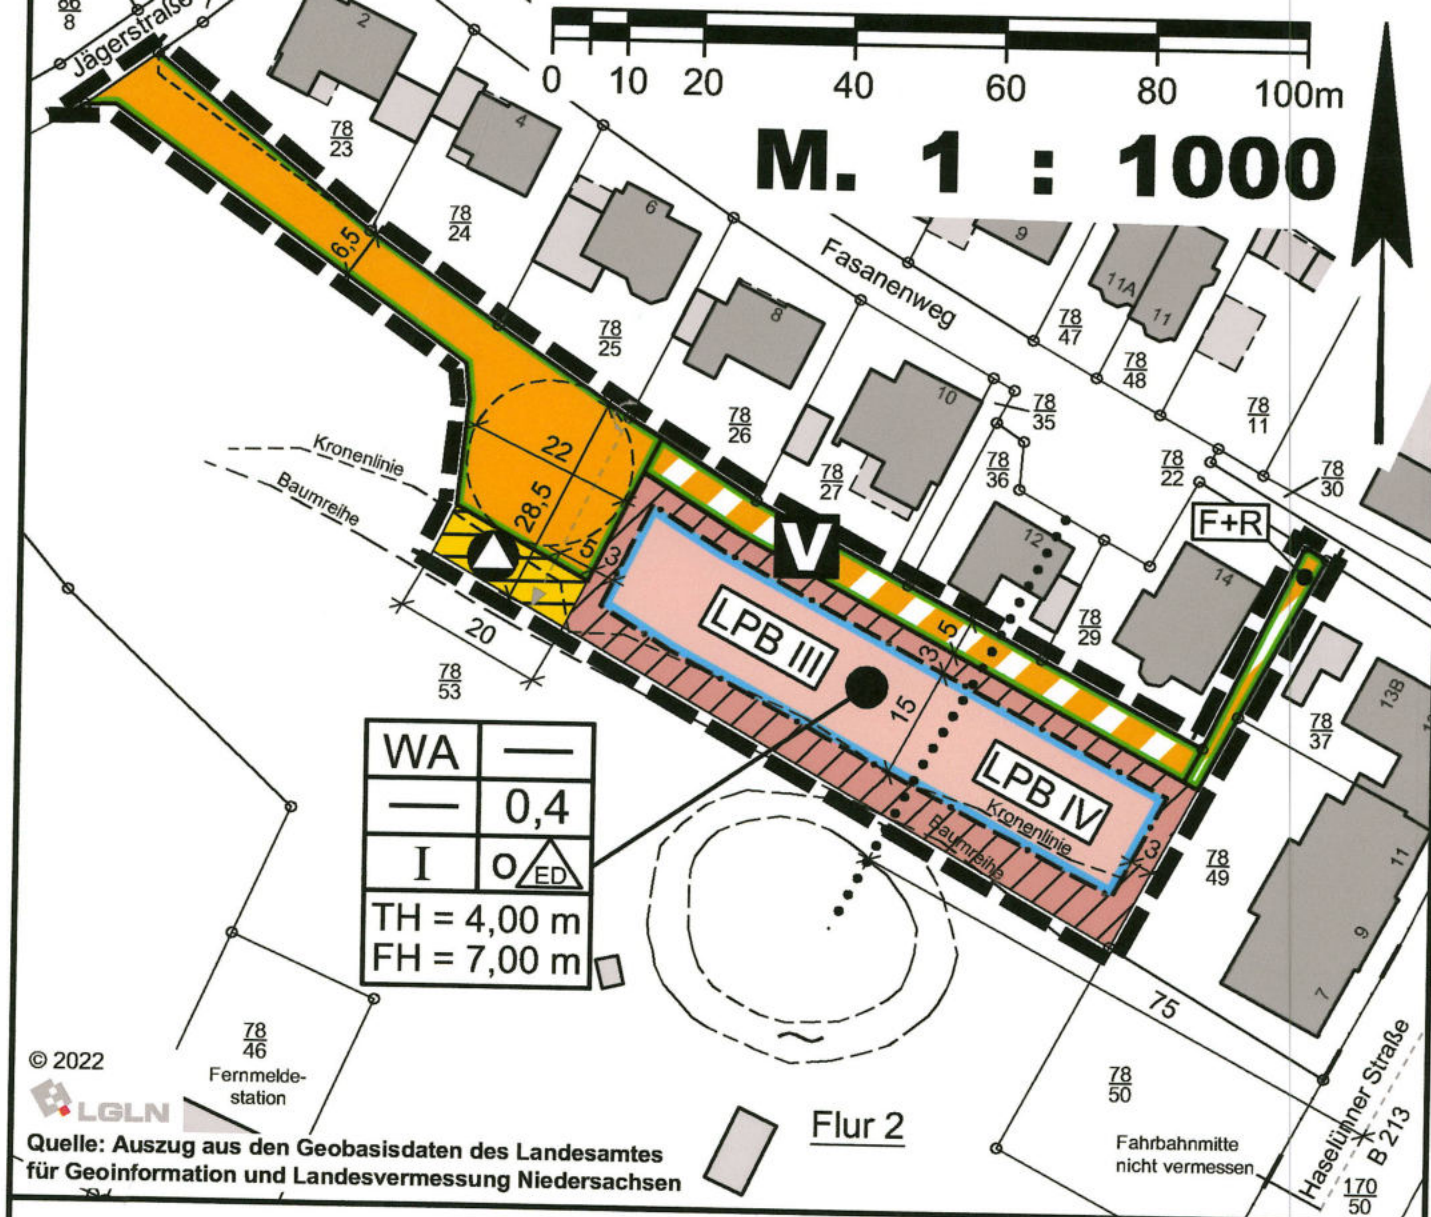 86
8
Jägerstraße
2
0 10 20 40 60 80 100m
M. 1 : 1000
78
23
4
78
24
6
6,5
Fasanenweg
9
11A
11
78
47
78
48
78
11
78
25
8
78
26
10
78
35
78
27
78
36
78
22
78
30
F+R
Kronenlinie
Baumreihe
22
28,5
5
3
V
12
14
LPB III
5
3
15
78
29
20
78
53
13B
78
37
LPB IV
Kronenlinie
Baumreihe
3
78
49
11
9
7
WA —
— 0,4
I o ED
TH = 4,00 m
FH = 7,00 m
75
78
46
Fernmelde-
station
© 2022
LGLN
Flur 2
78
50
Fahrbahnmitte
nicht vermessen
Haselünner Straße
B 213
170
50
Quelle: Auszug aus den Geobasisdaten des Landesamtes
für Geoinformation und Landesvermessung Niedersachsen